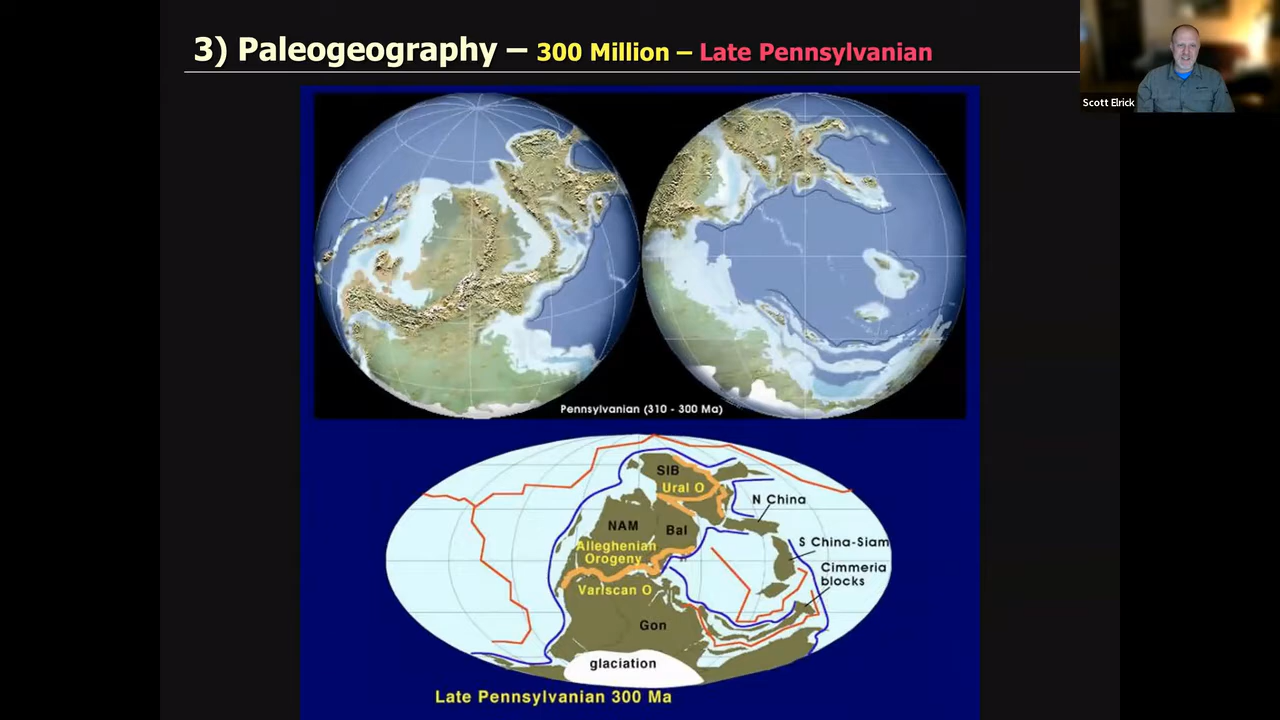 3) Paleogeography – 300 Million – Late Pennsylvanian
Scott Elrick
Pennsylvanian (310 - 300 Ma)
SIB
Ural O
N China
NAM
Bal
S China-Siam
Alleghenian
Orogeny
Cimmeria
blocks
Variscan O
Gon
glaciation
Late Pennsylvanian 300 Ma